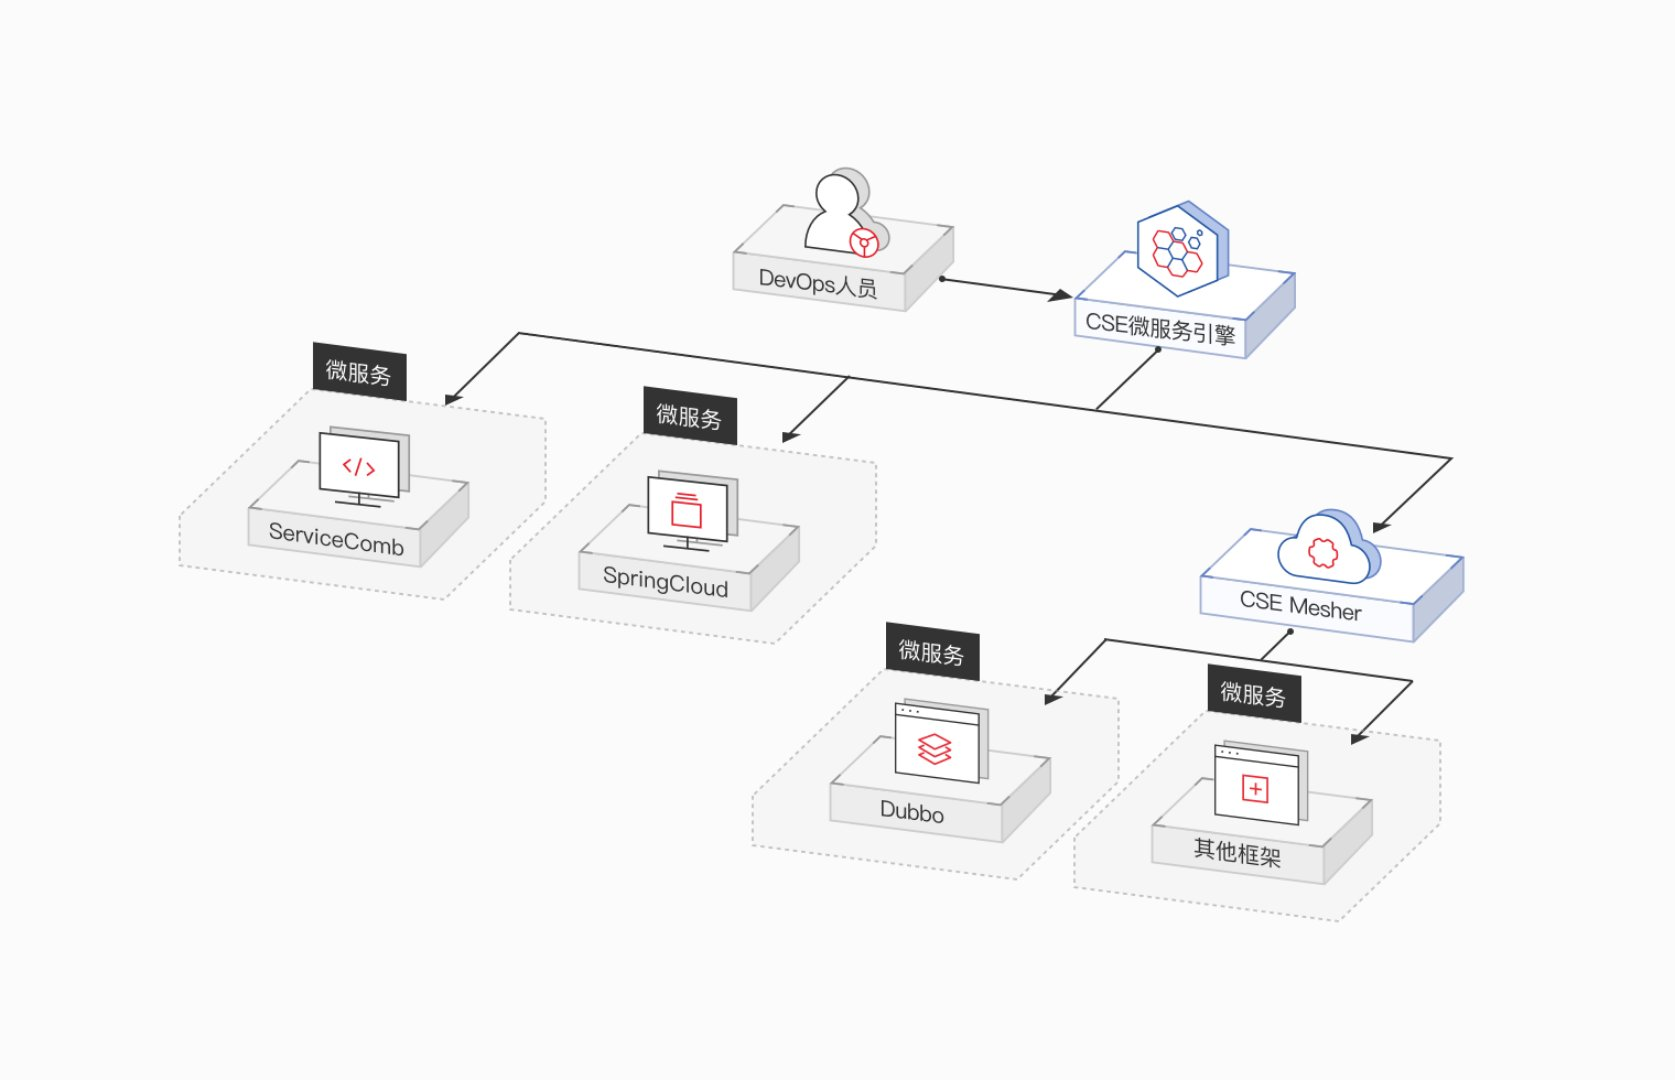 DevOps人员
CSE微服务引擎
微服务
ServiceComb
微服务
SpringCloud
CSE Mesher
微服务
Dubbo
微服务
其他框架